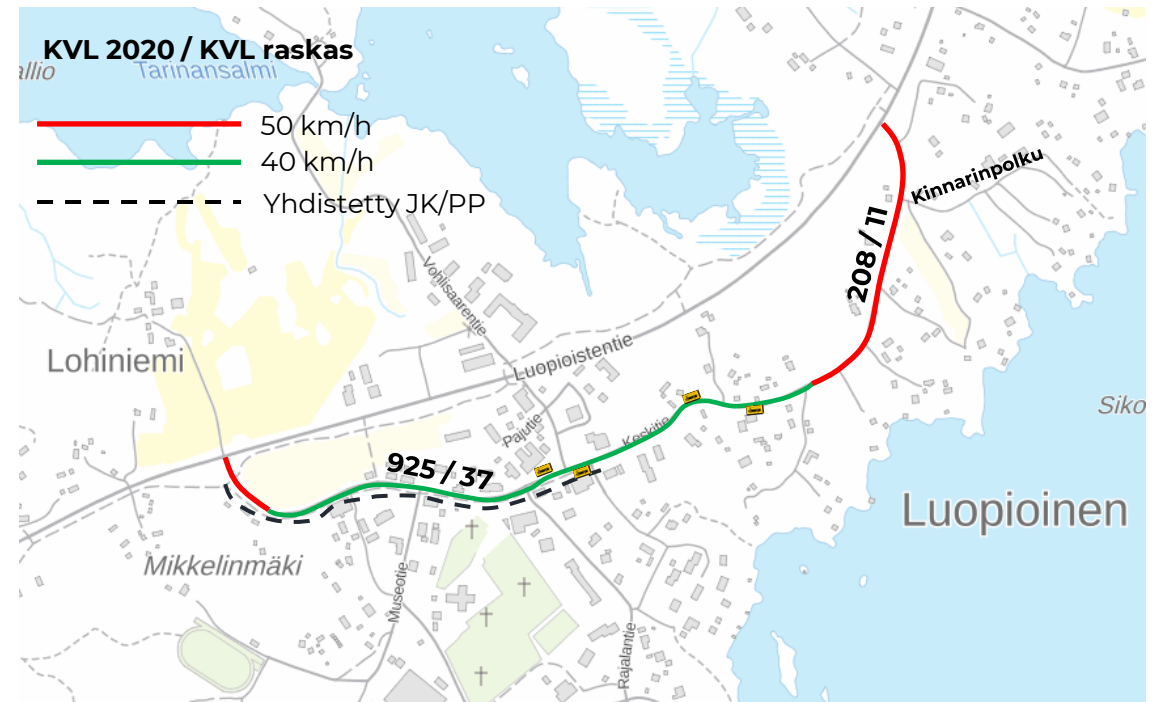 KVL 2020 / KVL raskas
allio
Tarinansalmi
50 km/h
40 km/h
Yhdistetty JK/PP
Kinnarinpolku
208 / 11
Vohlisaarentie
Lohiniemi
Luopioistentie
Siko
Pajutie
Keskitie
925 / 37
Luopioinen
Mikkelinmäki
Museotie
Rajalantie